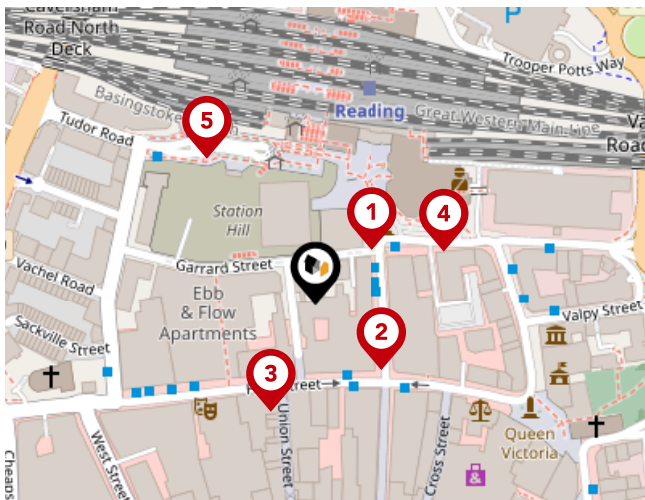 Caversham
Road North
Deck
P
Trooper Potts Way
Basingstoke
Reading
Great Western Main Line
Tudor Road
Road
5
Station
Hill
1
4
Garrard Street
Vachel Road
Ebb
& Flow
Apartments
Valpy Street
Sackville Street
2
3
Street
Union Street
West Street
Cross Street
Queen
Victoria